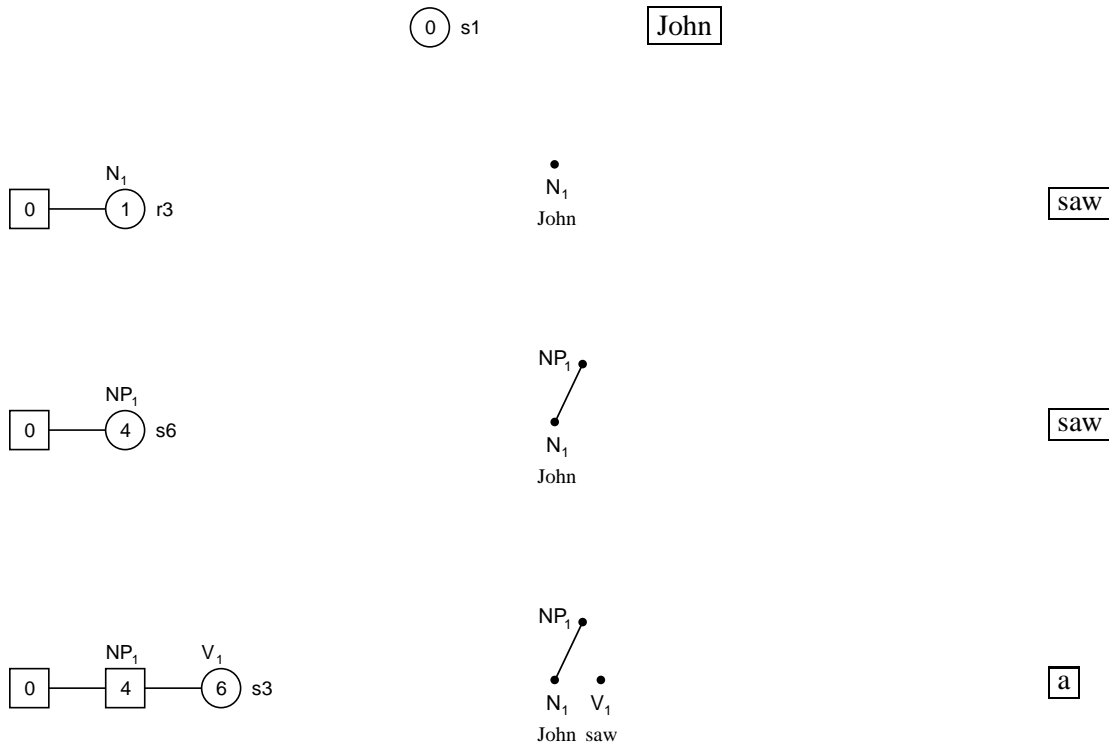 0 s1 John
N₁
0 1 r3
N₁
John
saw
NP₁
0 4 s6
NP₁
N₁
John
saw
NP₁ V₁
0 4 6 s3
NP₁
N₁ V₁
John saw
a